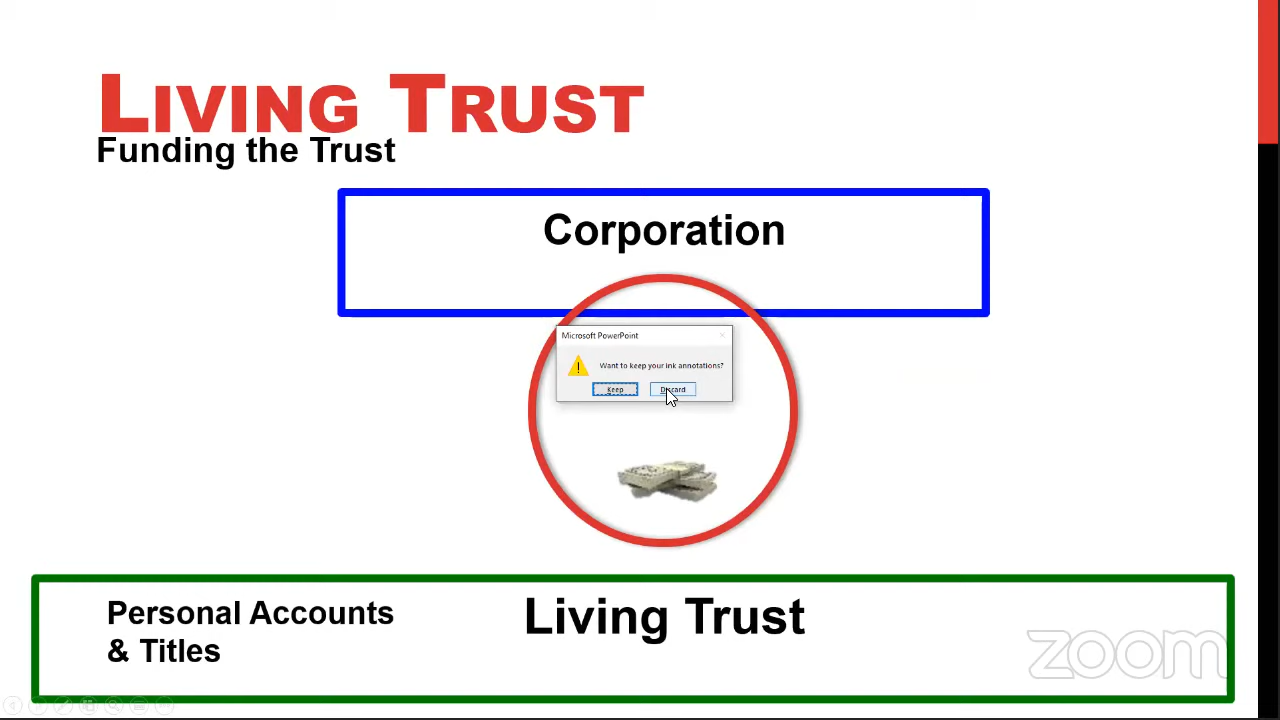 LIVING TRUST
Funding the Trust
Corporation
Microsoft PowerPoint
Want to keep your ink annotations?
Keep
Discard
Personal Accounts
& Titles
Living Trust
zoom